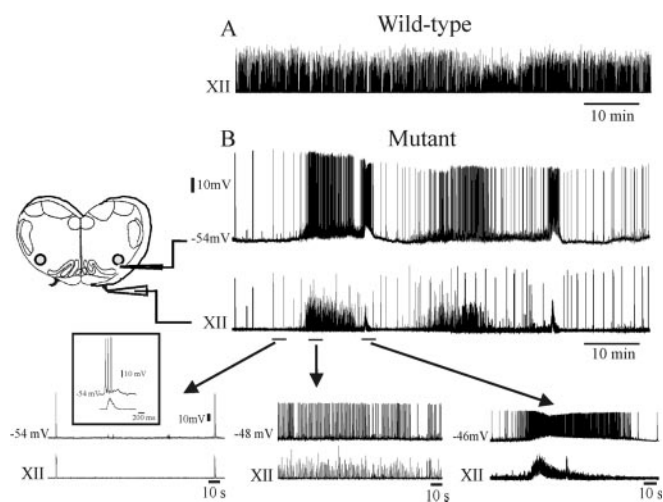 A
Wild-type
XII
10 min
B
Mutant
10mV
-54mV
XII
10 min
-54 mV
10 mV
200 ms
-54 mV
10mV
XII
10 s
-48 mV
XII
10 s
-46mV
XII
10 s